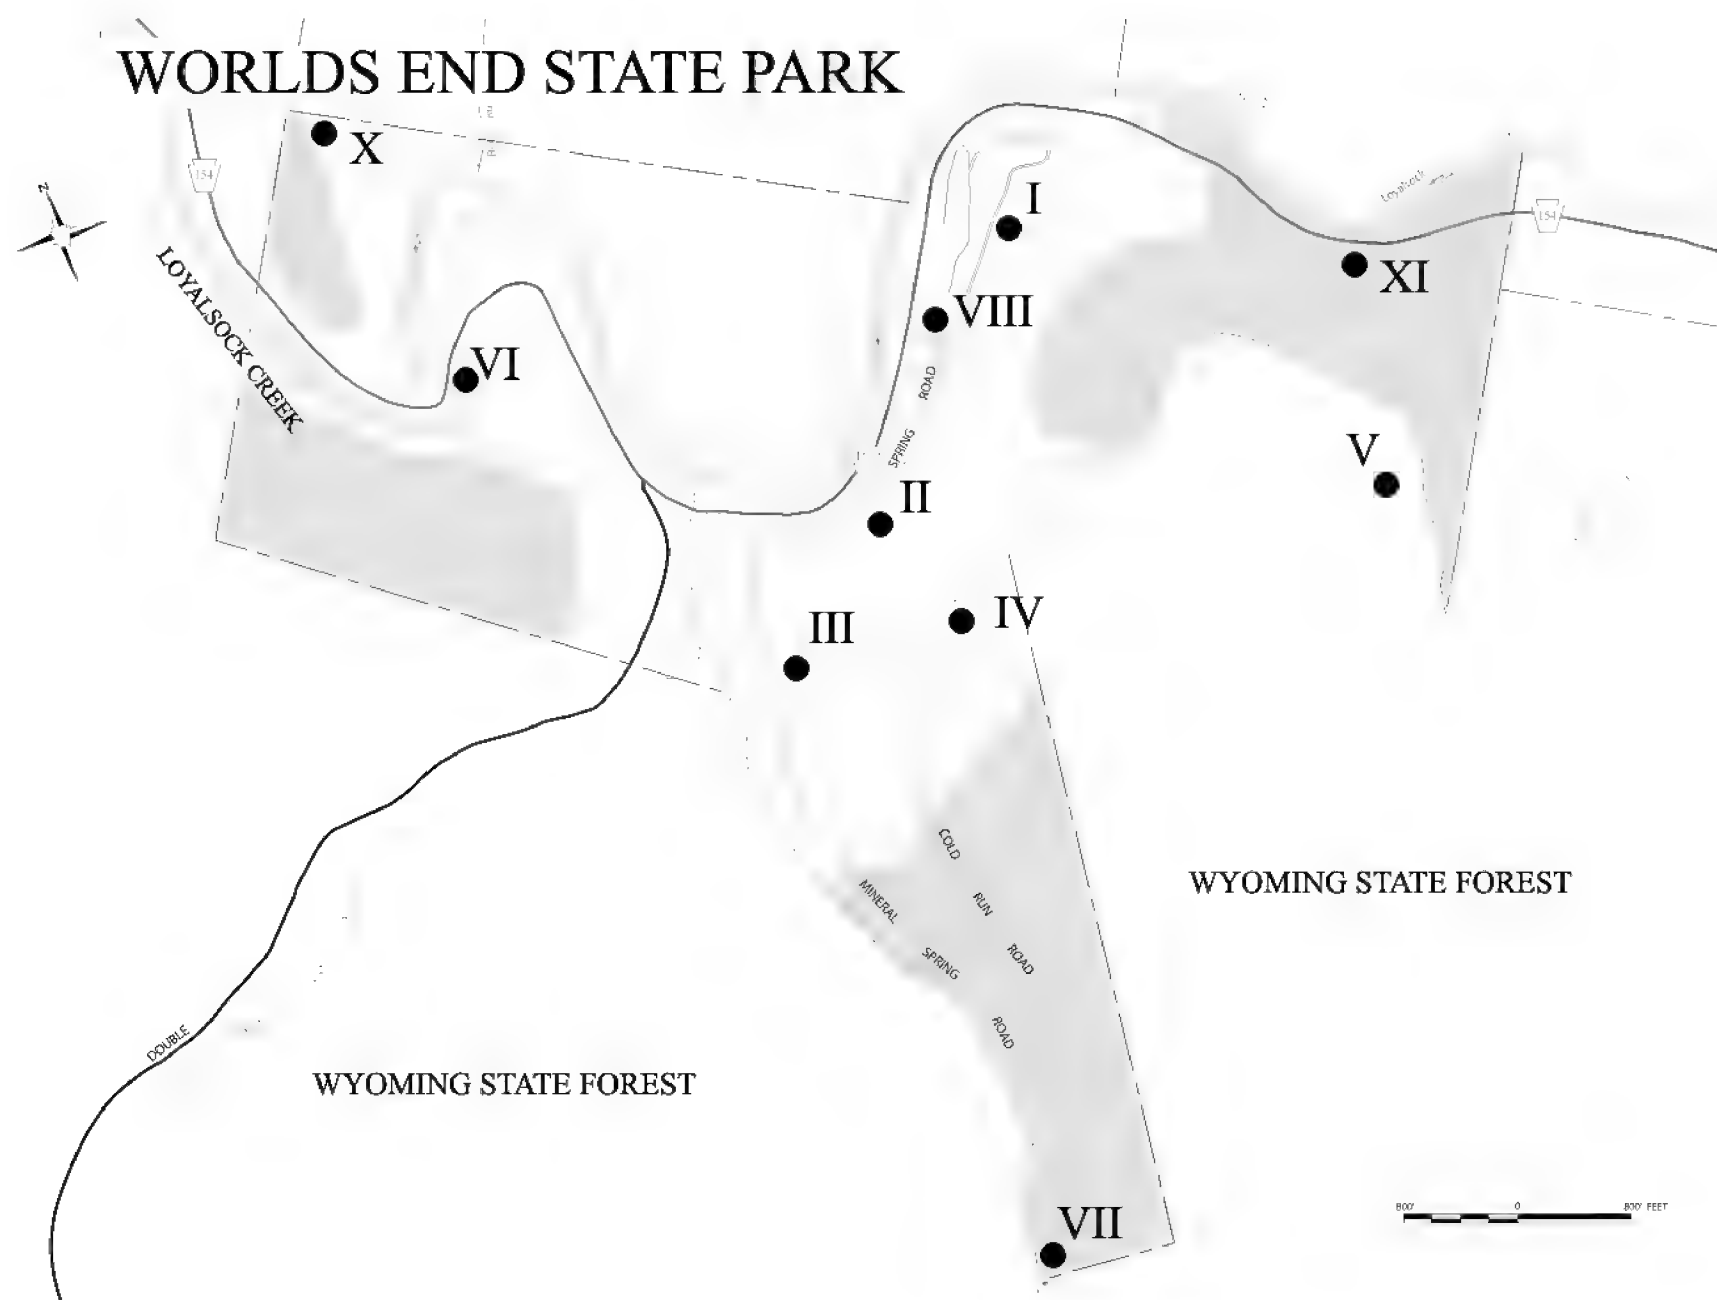 WORLDS END STATE PARK
X
154
N
I
Loyalsock
154
XI
LOYALSOCK CREEK
VIII
VI
ROAD
SPRING
V
II
IV
III
COLD
RUN
ROAD
MINERAL
SPRING
ROAD
WYOMING STATE FOREST
DOUBLE
WYOMING STATE FOREST
800' 0 800' FEET
VII